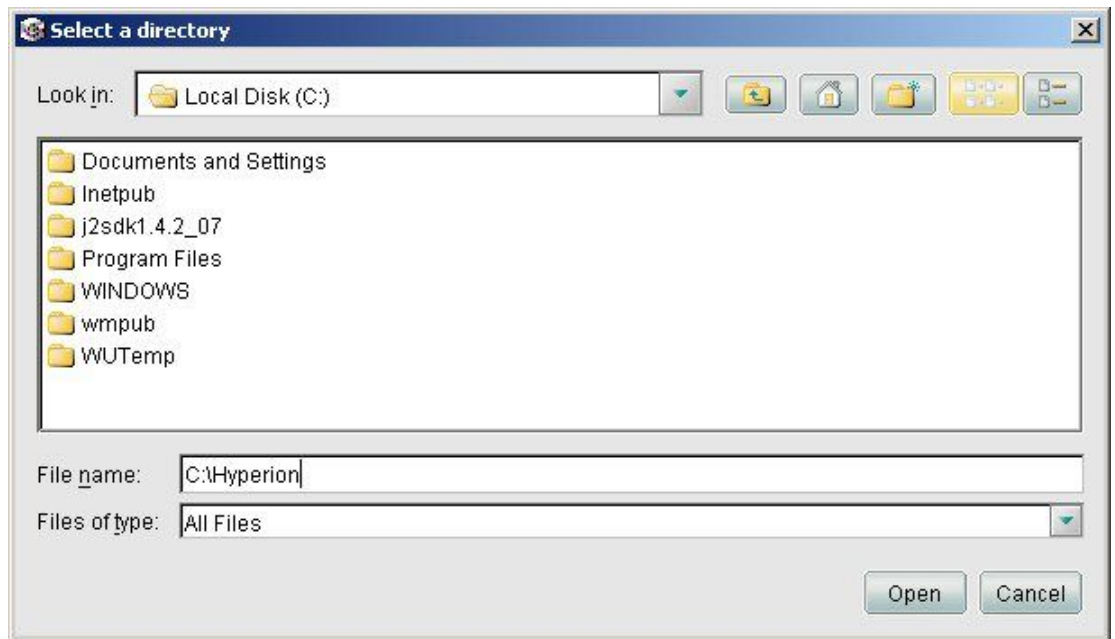 Select a directory
Look in: Local Disk (C:)
Documents and Settings
Inetpub
j2sdk1.4.2_07
Program Files
WINDOWS
wmpub
WUTemp
File name: C:\Hyperion
Files of type: All Files
Open Cancel